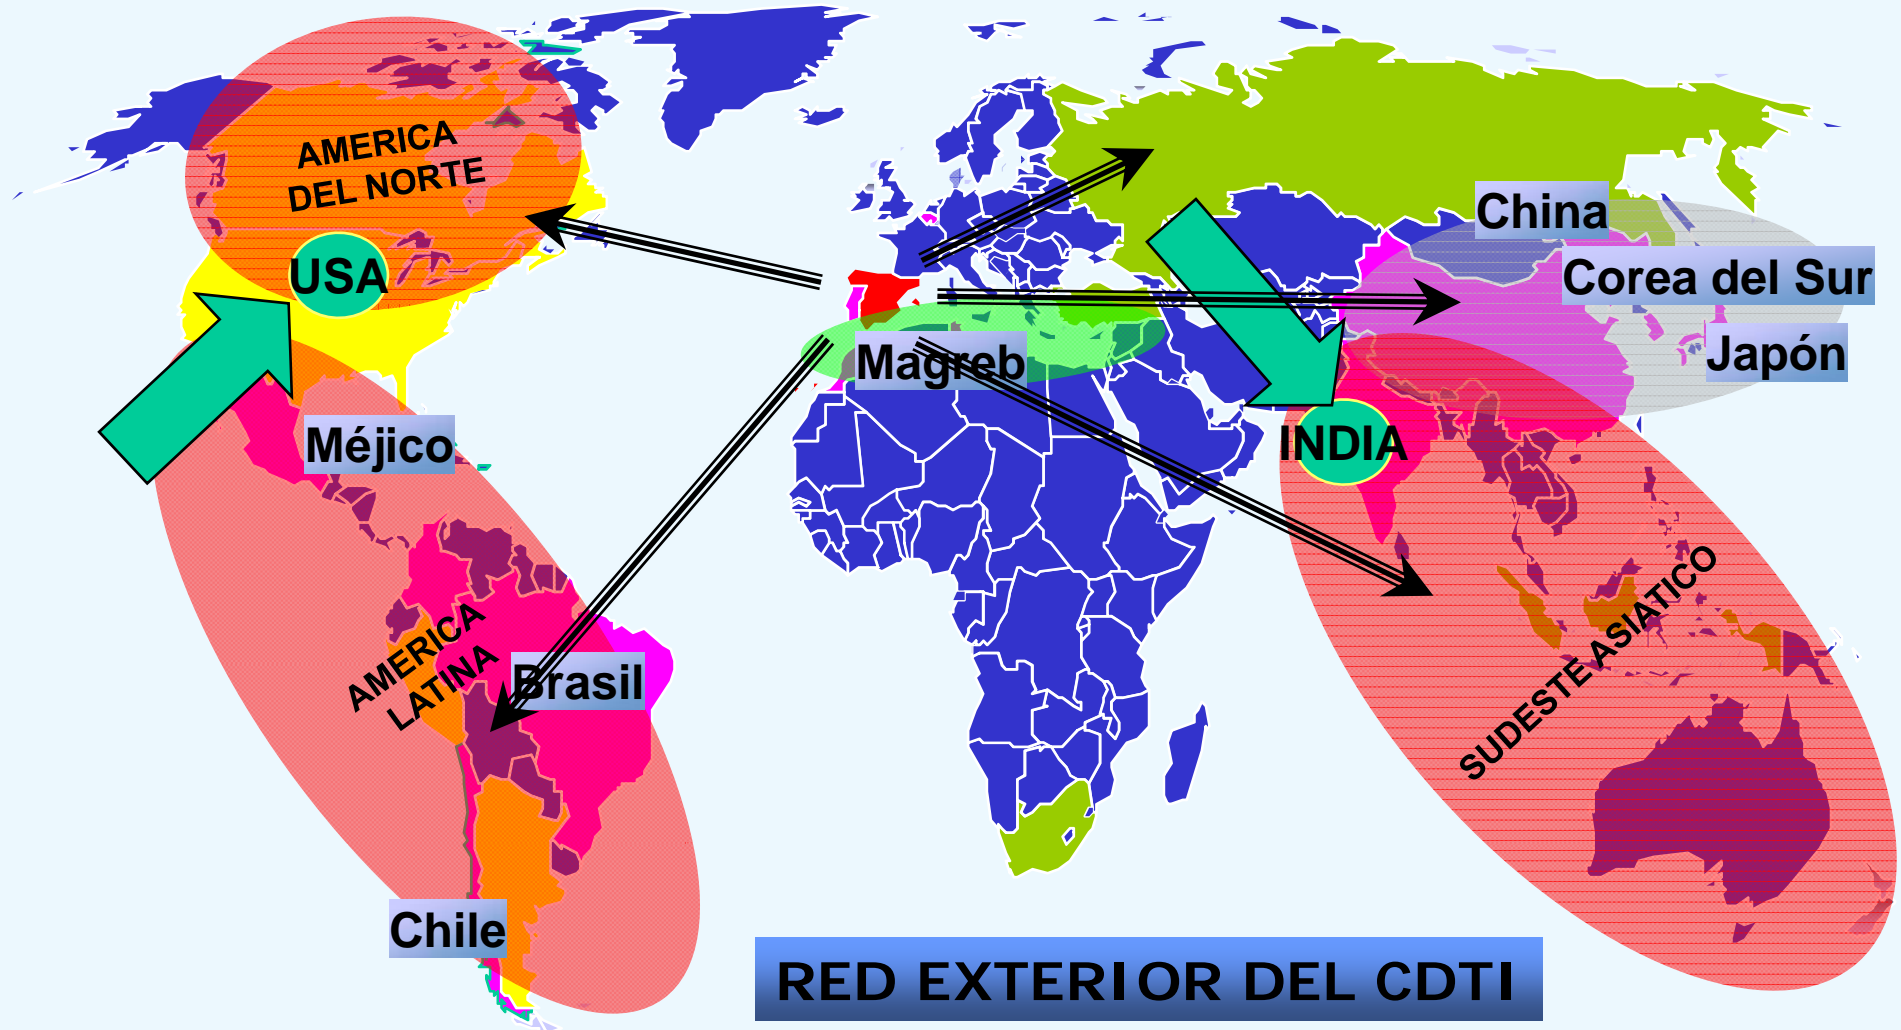 AMERICA
DEL NORTE
USA
China
Corea del Sur
Japón
Magreb
Méjico
INDIA
AMERICA
LATINA
Brasil
SUDESTE ASIATICO
Chile
RED EXTERIOR DEL CDTI